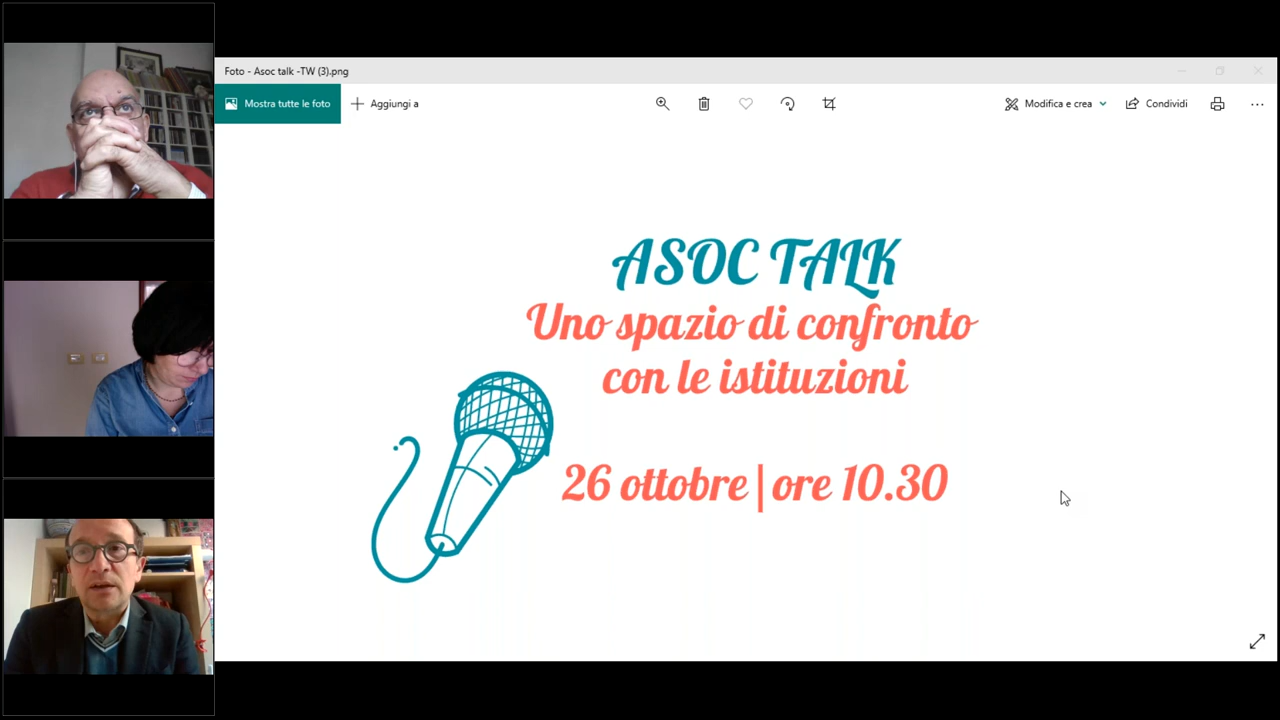 Foto - Asoc talk -TW (3).png
Mostra tutte le foto
Aggiungi a
Modifica e crea
Condividi
ASOC TALK
Uno spazio di confronto
con le istituzioni
26 ottobre|ore 10.30